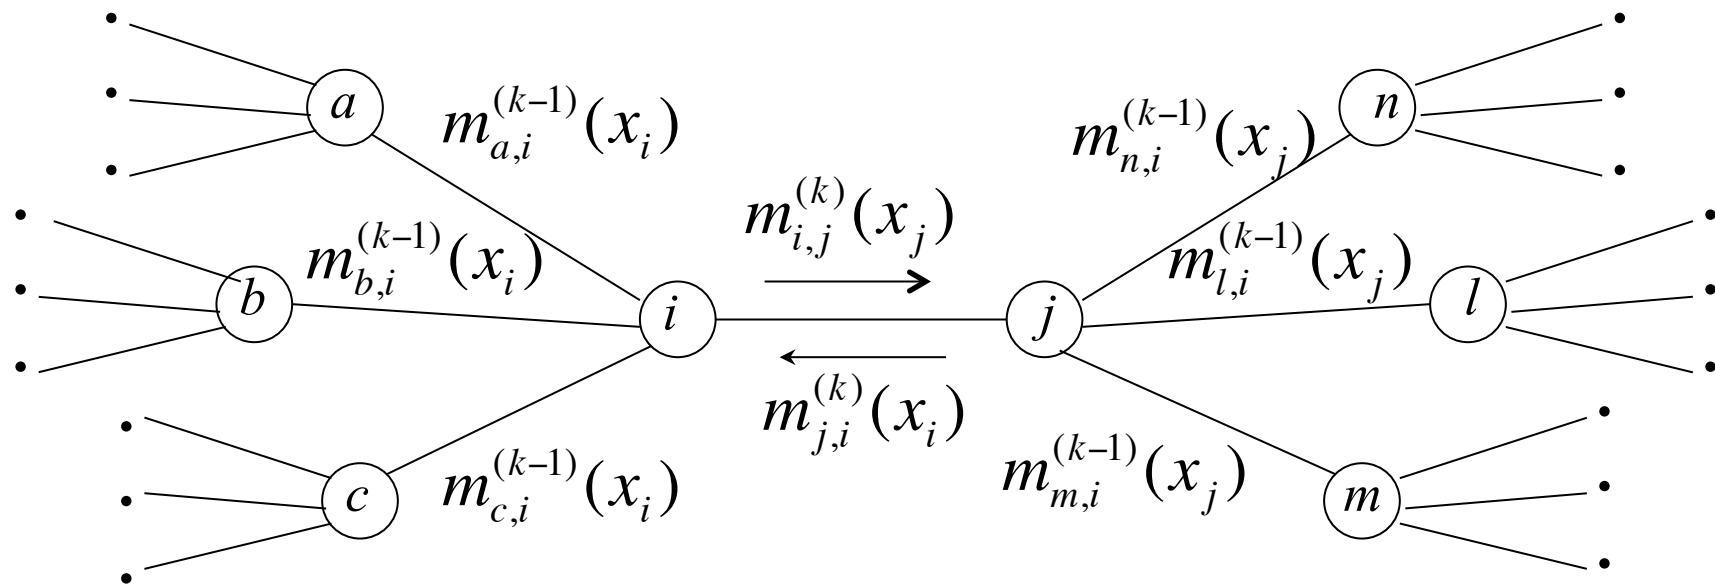 a
m_{a,i}^{(k-1)}(x_i)
m_{n,i}^{(k-1)}(x_j)
n
m_{i,j}^{(k)}(x_j)
b
m_{b,i}^{(k-1)}(x_i)
m_{l,i}^{(k-1)}(x_j)
l
i
j
m_{j,i}^{(k)}(x_i)
c
m_{c,i}^{(k-1)}(x_i)
m_{m,i}^{(k-1)}(x_j)
m